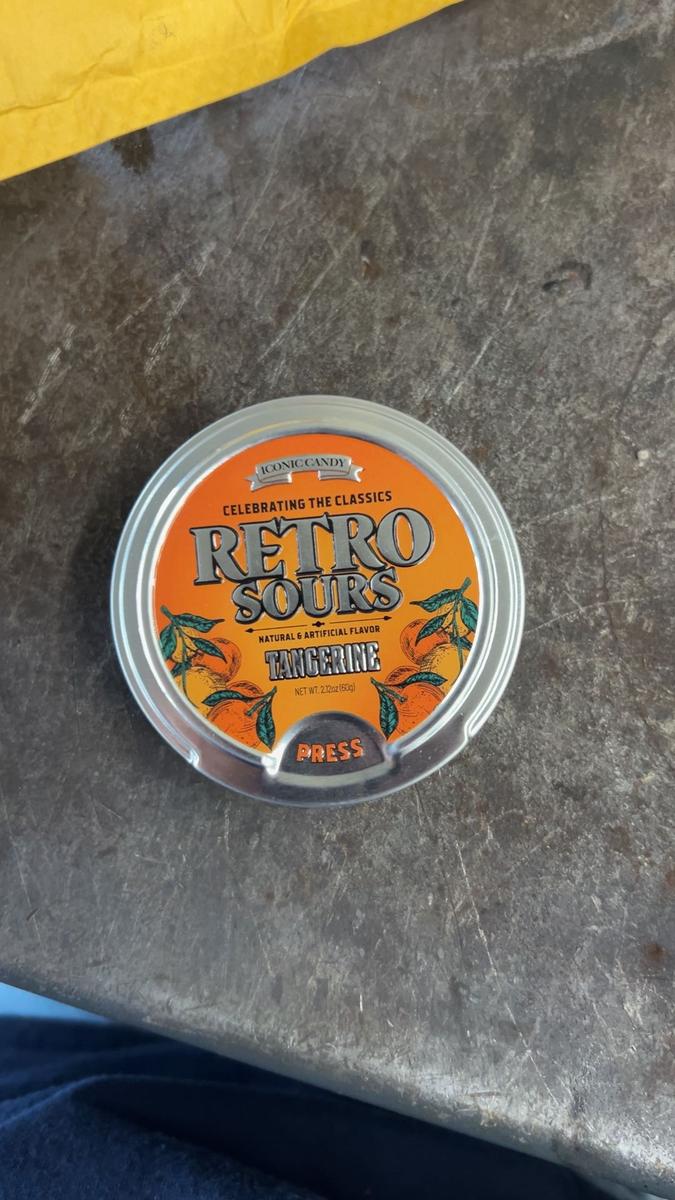 ICONIC CANDY
CELEBRATING THE CLASSICS
RETRO
SOURS
NATURAL & ARTIFICIAL FLAVOR
TANGERINE
NET WT. 2.12oz (60g)
PRESS